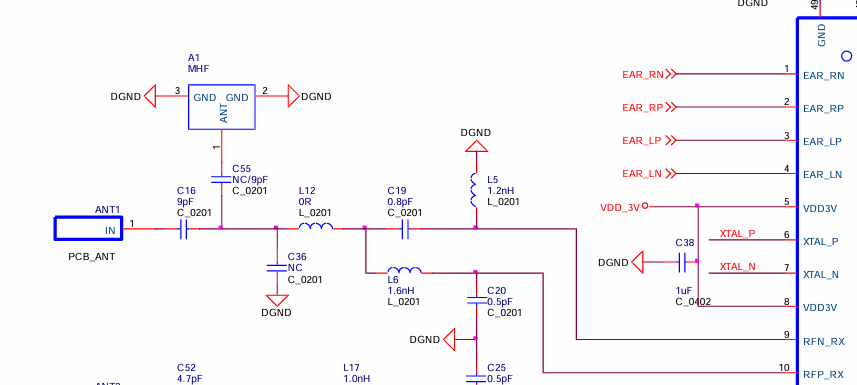 DGND
49
GND
A1
MHF
DGND
3
GND GND
2
DGND
ANT
1
EAR_RN
1
EAR_RN
EAR_RP
2
EAR_RP
EAR_LP
3
EAR_LP
EAR_LN
4
EAR_LN
DGND
C55
NC/9pF
C_0201
L5
1.2nH
L_0201
C16
9pF
C_0201
L12
0R
L_0201
C19
0.8pF
C_0201
ANT1
IN
1
PCB_ANT
VDD_3V
5
VDD3V
XTAL_P
6
XTAL_P
C36
NC
C_0201
DGND
C38
1uF
C_0402
DGND
XTAL_N
7
XTAL_N
L6
1.6nH
L_0201
C20
0.5pF
C_0201
8
VDD3V
DGND
9
RFN_RX
C52
4.7pF
L17
1.0nH
C25
0.5pF
10
RFP_RX